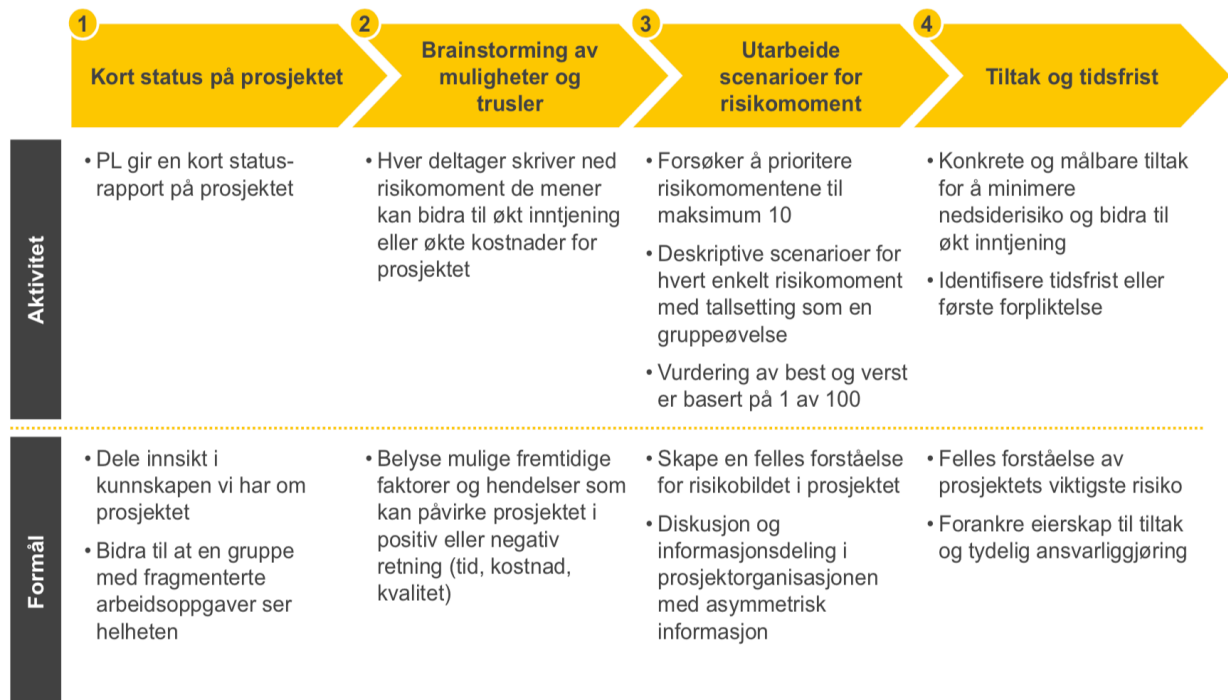 1
Kort status på prosjektet
2
Brainstorming av
muligheter og
trusler
3
Utarbeide
scenarioer for
risikomoment
4
Tiltak og tidsfrist
Aktivitet
• PL gir en kort status-
rapport på prosjektet
• Hver deltager skriver ned
risikomoment de mener
kan bidra til økt inntjening
eller økte kostnader for
prosjektet
• Forsøker å prioritere
risikomomentene til
maksimum 10
• Deskriptive scenarioer for
hvert enkelt risikomoment
med tallsetting som en
gruppeøvelse
• Vurdering av best og verst
er basert på 1 av 100
• Konkrete og målbare tiltak
for å minimere
nedsiderisiko og bidra til
økt inntjening
• Identifisere tidsfrist eller
første forpliktelse
Formål
• Dele innsikt i
kunnskapen vi har om
prosjektet
• Bidra til at en gruppe
med fragmenterte
arbeidsoppgaver ser
helheten
• Belyse mulige fremtidige
faktorer og hendelser som
kan påvirke prosjektet i
positiv eller negativ
retning (tid, kostnad,
kvalitet)
• Skape en felles forståelse
for risikobildet i prosjektet
• Diskusjon og
informasjonsdeling i
prosjektorganisasjonen
med asymmetrisk
informasjon
• Felles forståelse av
prosjektets viktigste risiko
• Forankre eierskap til tiltak
og tydelig ansvarliggjøring